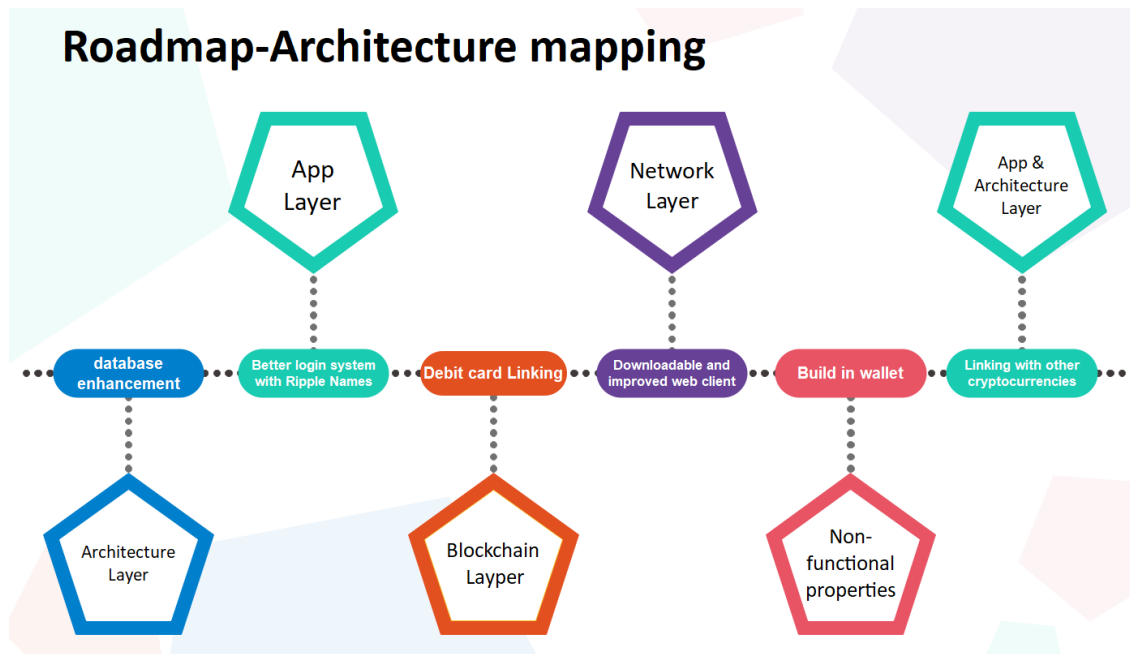 Roadmap-Architecture mapping
App
Layer
Network
Layer
App &
Architecture
Layer
database
enhancement
Better login system
with Ripple Names
Debit card Linking
Downloadable and
improved web client
Build in wallet
Linking with other
cryptocurrencies
Architecture
Layer
Blockchain
Layper
Non-
functional
properties